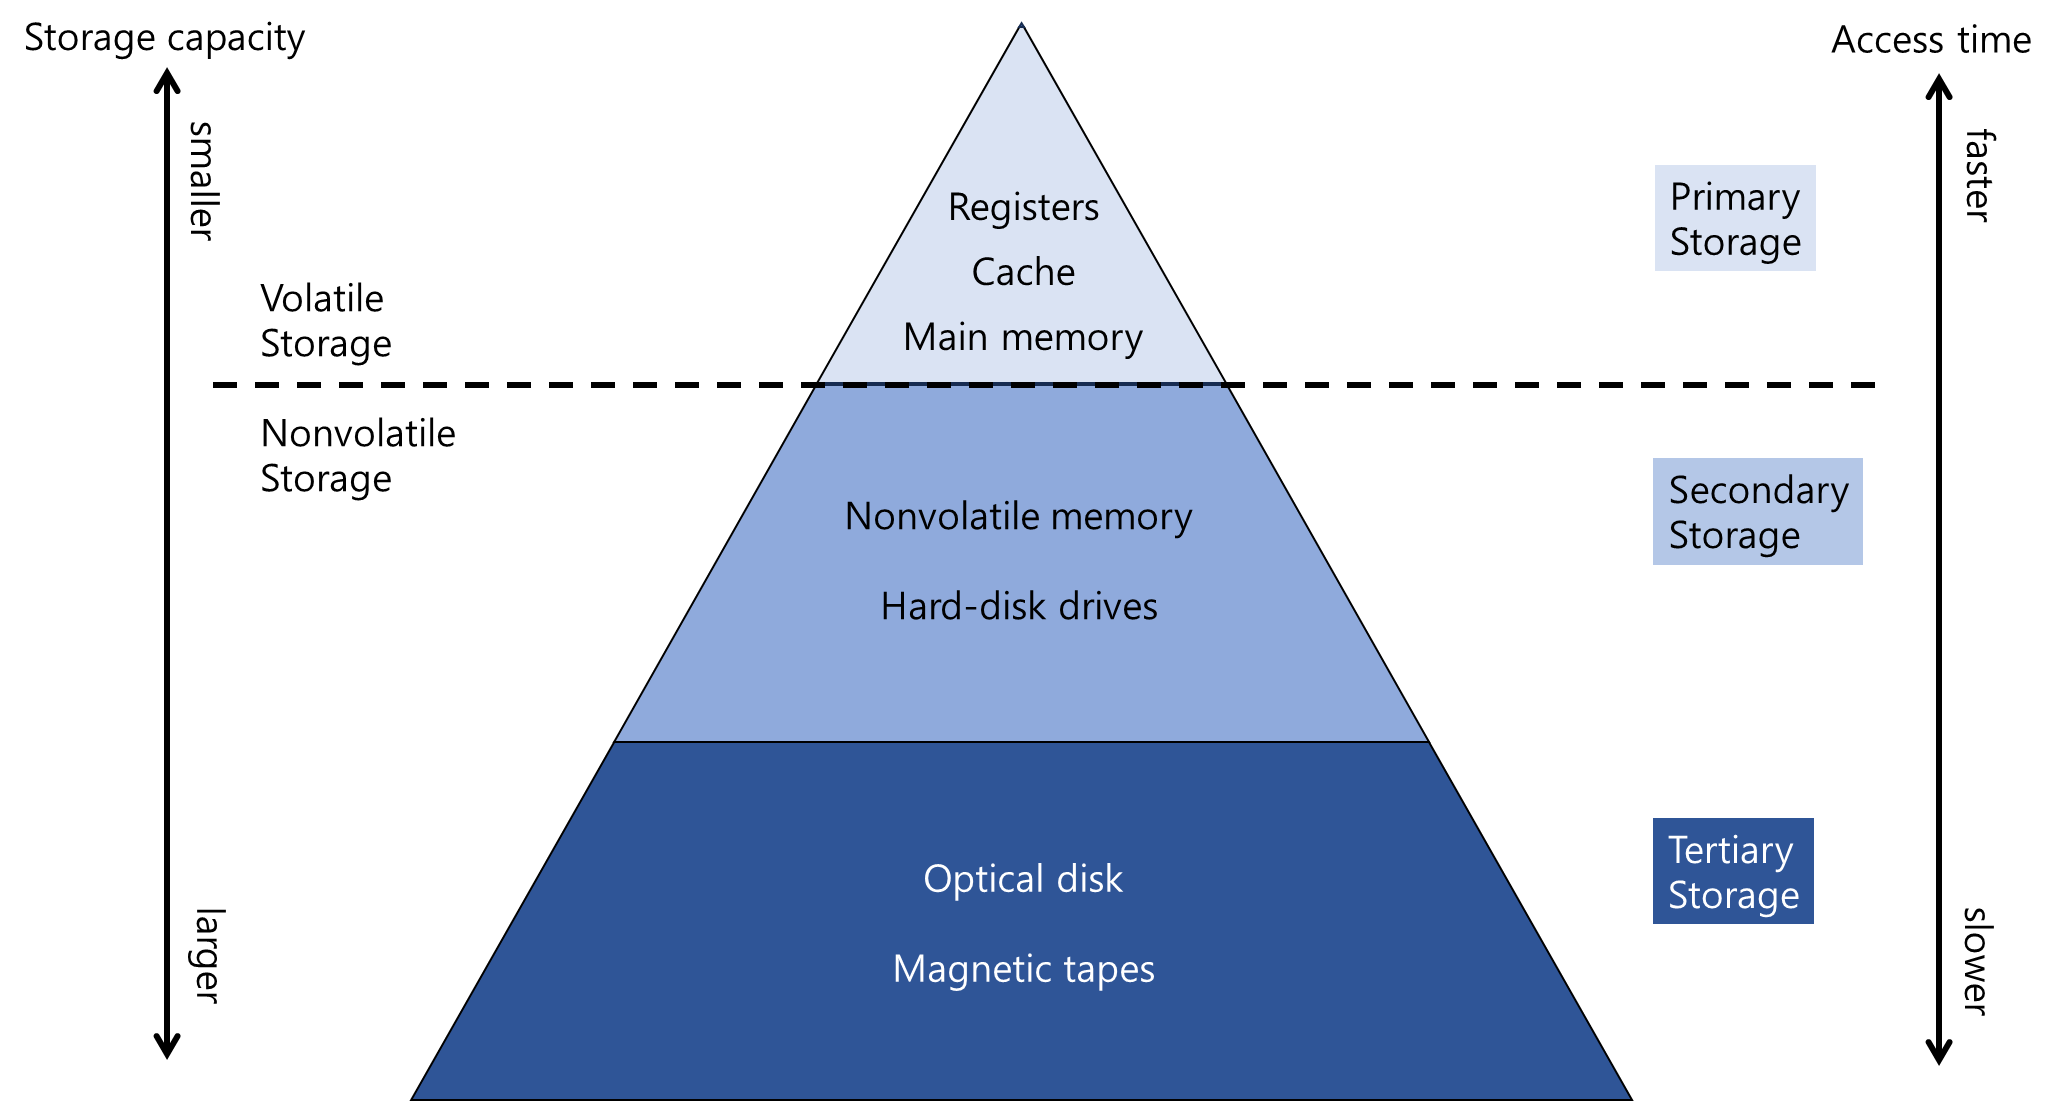 Storage capacity
Access time
smaller
faster
Registers
Cache
Main memory
Primary
Storage
Volatile
Storage
Nonvolatile
Storage
Nonvolatile memory
Hard-disk drives
Secondary
Storage
Optical disk
Magnetic tapes
Tertiary
Storage
larger
slower